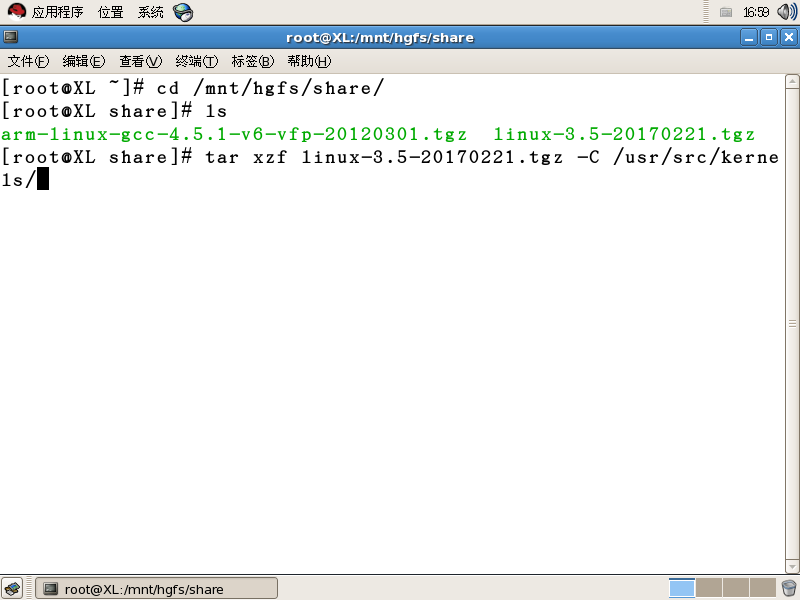 应用程序 位置 系统 16:59
root@XL:/mnt/hgfs/share
文件(F) 编辑(E) 查看(V) 终端(T) 标签(B) 帮助(H)
[root@XL ~]# cd /mnt/hgfs/share/
[root@XL share]# ls
arm-linux-gcc-4.5.1-v6-vfp-20120301.tgz linux-3.5-20170221.tgz
[root@XL share]# tar xzf linux-3.5-20170221.tgz -C /usr/src/kerne
ls/
root@XL:/mnt/hgfs/share